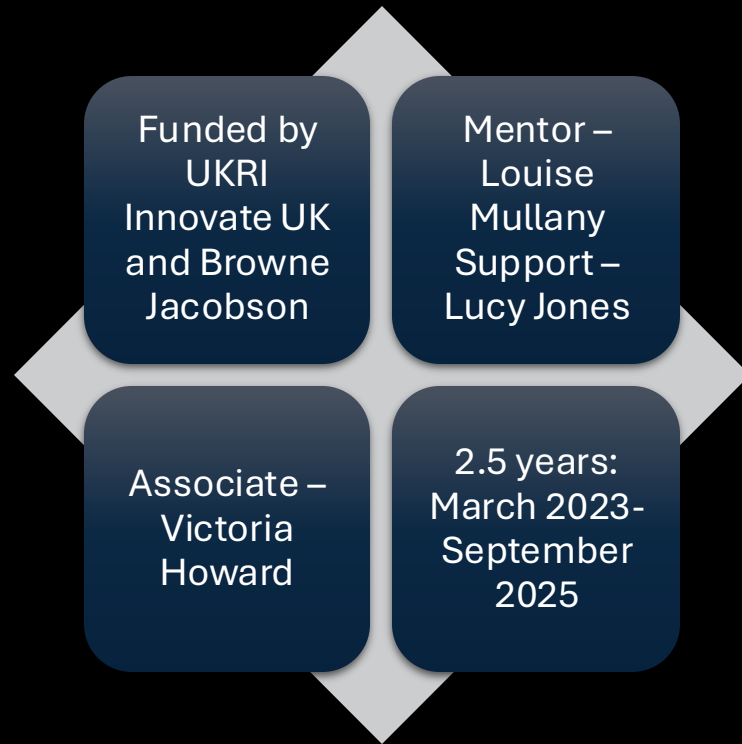 Funded by
UKRI
Innovate UK
and Browne
Jacobson
Mentor –
Louise
Mullany
Support –
Lucy Jones
Associate –
Victoria
Howard
2.5 years:
March 2023-
September
2025